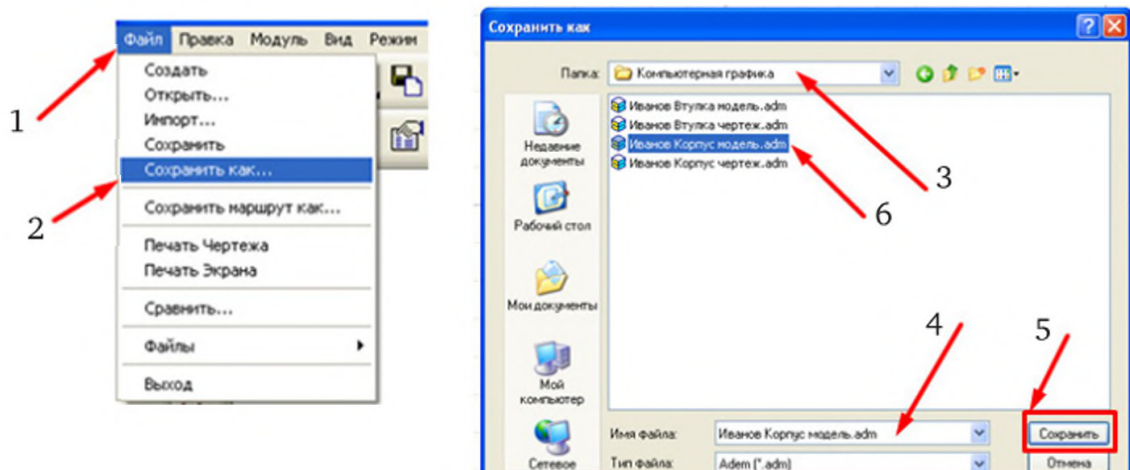 Файл Правка Модуль Вид Режим
1
Создать
Открыть...
Импорт...
Сохранить
Сохранить как...
2
Сохранить маршрут как...
Печать Чертежа
Печать Экрана
Сравнить...
Файлы
Выход
Сохранить как
Папка: Компьютерная графика
Иванов Втулка модель.adm
Иванов Втулка чертеж.adm
Иванов Корпус модель.adm
Иванов Корпус чертеж.adm
3
6
Недавние
документы
Рабочий стол
Мои документы
Мой
компьютер
Сетевое
4
5
Имя файла: Иванов Корпус модель.adm Сохранить
Тип файла: Adem (*.adm) Отмена